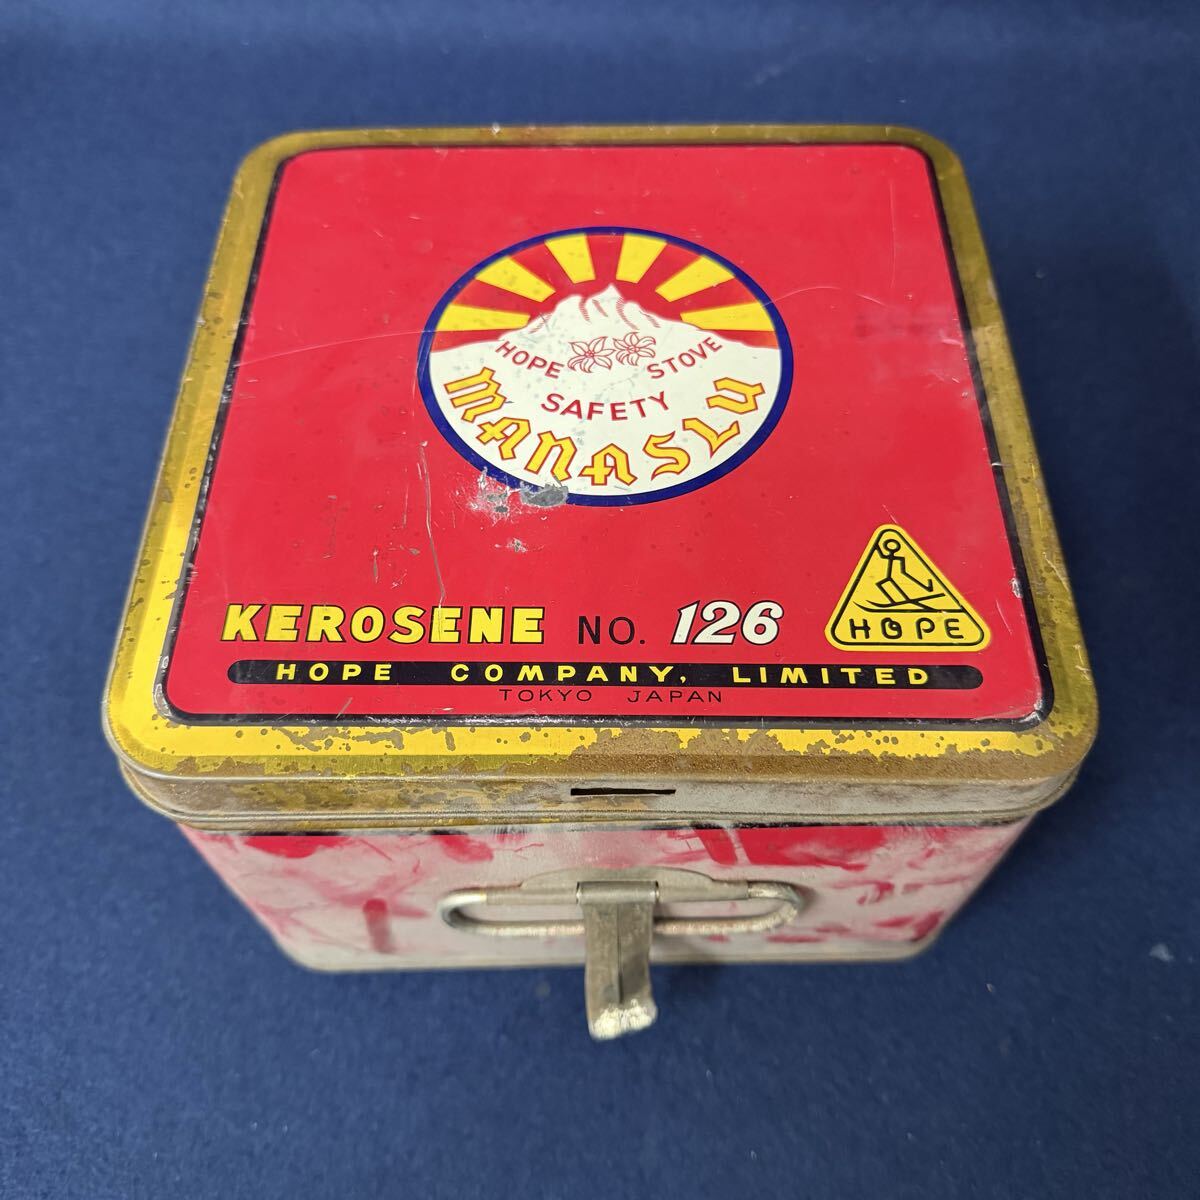 HOPE STOVE
SAFETY
MANASLU
KEROSENE NO. 126
HOPE
HOPE COMPANY, LIMITED
TOKYO JAPAN